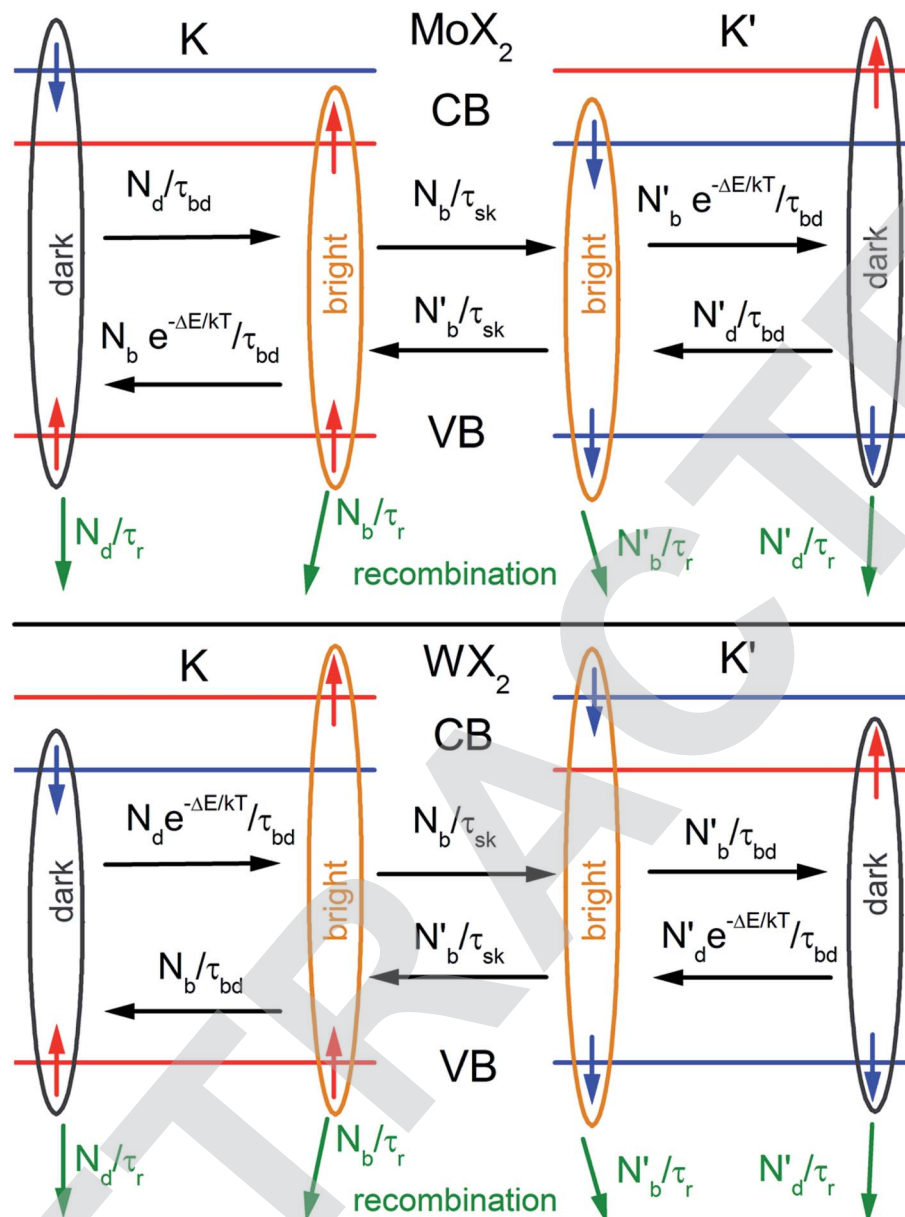 K MoX₂ K'
CB
N_d/τ_bd N_b/τ_sk N'_b e^(-ΔE/kT)/τ_bd
dark bright bright dark
N_b e^(-ΔE/kT)/τ_bd N'_b/τ_sk N'_d/τ_bd
VB
N_d/τ_r N_b/τ_r N'_b/τ_r N'_d/τ_r
recombination
K WX₂ K'
CB
N_d e^(-ΔE/kT)/τ_bd N_b/τ_sk N'_b/τ_bd
dark bright bright dark
N_b/τ_bd N'_b/τ_sk N'_d e^(-ΔE/kT)/τ_bd
VB
N_d/τ_r N_b/τ_r N'_b/τ_r N'_d/τ_r
recombination